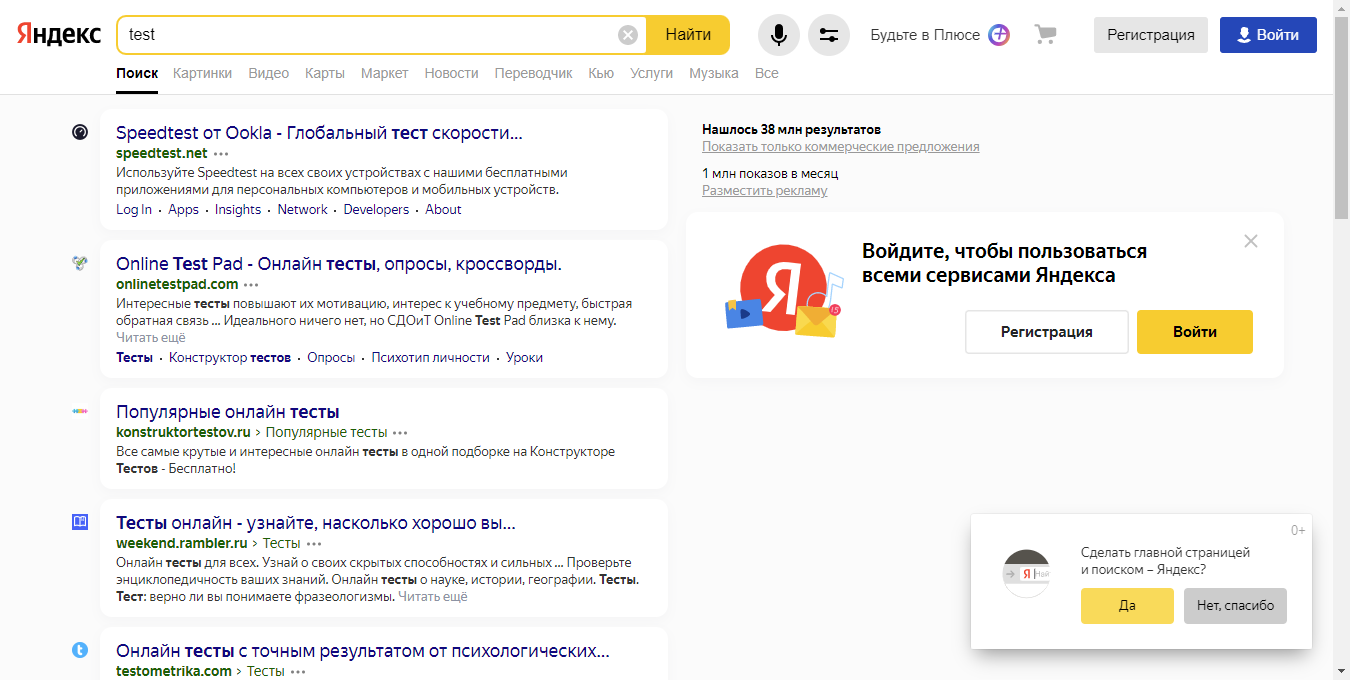 Яндекс
test
Найти
Будьте в Плюсе
Регистрация
Войти
Поиск Картинки Видео Карты Маркет Новости Переводчик Кью Услуги Музыка Все
Speedtest от Ookla - Глобальный тест скорости...
speedtest.net
Используйте Speedtest на всех своих устройствах с нашими бесплатными
приложениями для персональных компьютеров и мобильных устройств.
Log In · Apps · Insights · Network · Developers · About
Online Test Pad - Онлайн тесты, опросы, кроссворды.
onlinetestpad.com
Интересные тесты повышают их мотивацию, интерес к учебному предмету, быстрая
обратная связь ... Идеального ничего нет, но СДОиТ Online Test Pad близка к нему.
Читать ещё
Тесты · Конструктор тестов · Опросы · Психотип личности · Уроки
Популярные онлайн тесты
konstruktortestov.ru › Популярные тесты
Все самые крутые и интересные онлайн тесты в одной подборке на Конструкторе
Тестов - Бесплатно!
Тесты онлайн - узнайте, насколько хорошо вы...
weekend.rambler.ru › Тесты
Онлайн тесты для всех. Узнай о своих скрытых способностях и сильных ... Проверьте
энциклопедичность ваших знаний. Онлайн тесты о науке, истории, географии. Тесты.
Тест: верно ли вы понимаете фразеологизмы. Читать ещё
Онлайн тесты с точным результатом от психологических...
testometrika.com › Тесты
Нашлось 38 млн результатов
Показать только коммерческие предложения
1 млн показов в месяц
Разместить рекламу
Я
15
Войдите, чтобы пользоваться
всеми сервисами Яндекса
Регистрация
Войти
0+
Я Най
Сделать главной страницей
и поиском – Яндекс?
Да
Нет, спасибо